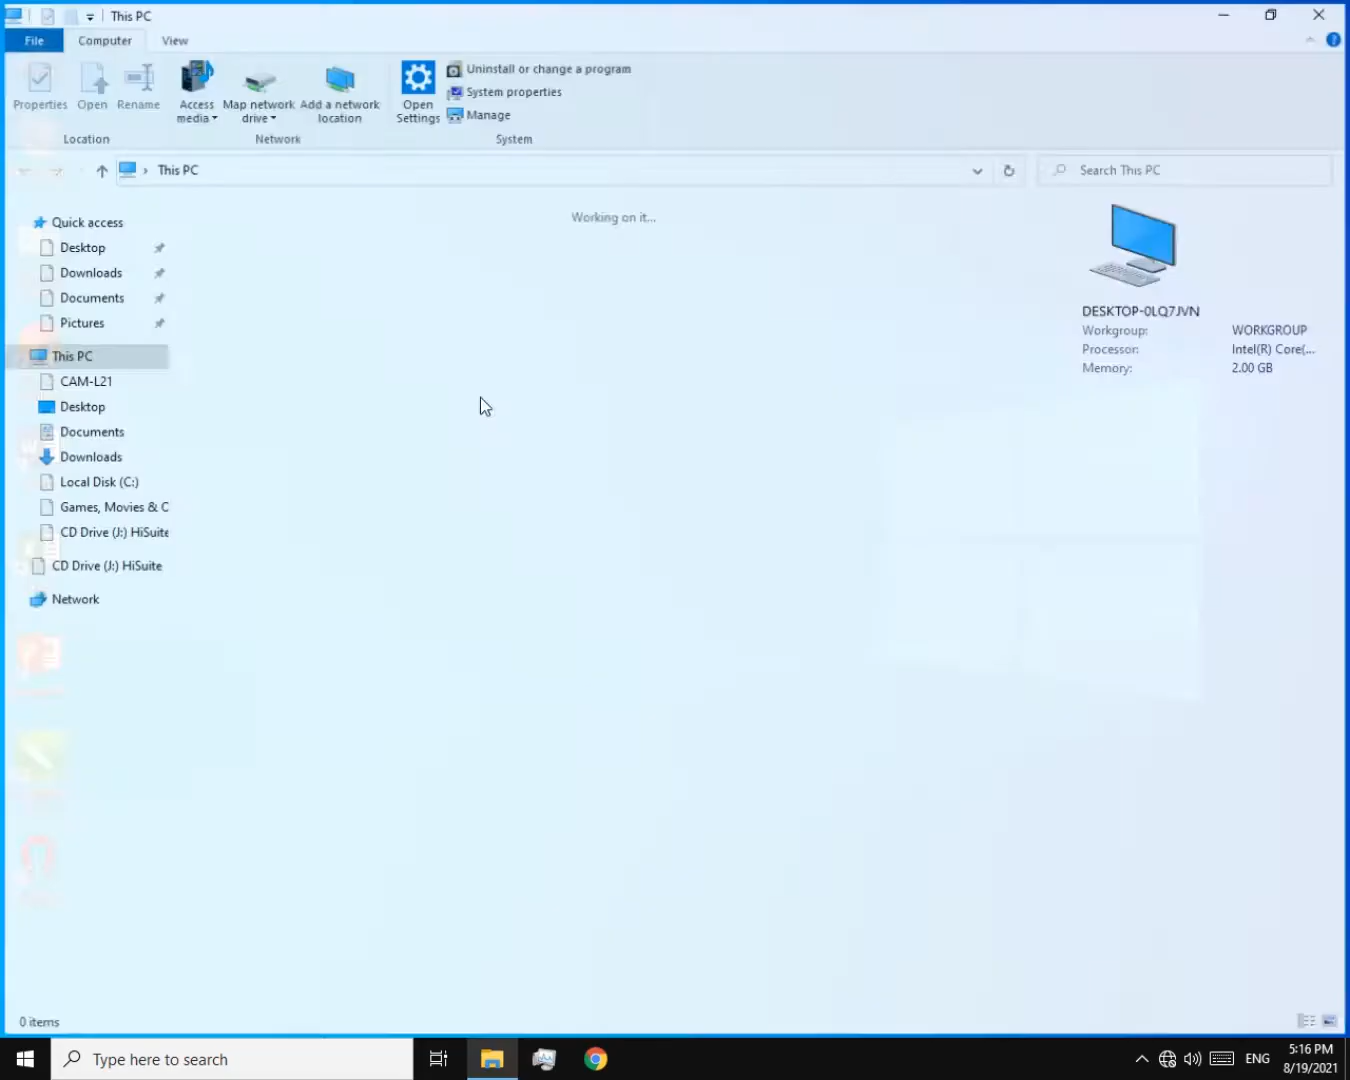 This PC
File
Computer
View
Properties
Open
Rename
Access media
Map network drive
Add a network location
Open Settings
Uninstall or change a program
System properties
Manage
Location
Network
System
This PC
Search This PC
Working on it...
Quick access
Desktop
Downloads
Documents
Pictures
This PC
CAM-L21
Desktop
Documents
Downloads
Local Disk (C:)
Games, Movies & C
CD Drive (J:) HiSuite
CD Drive (J:) HiSuite
Network
DESKTOP-0LQ7JVN
Workgroup: WORKGROUP
Processor: Intel(R) Core(...
Memory: 2.00 GB
0 items
Type here to search
ENG
5:16 PM
8/19/2021